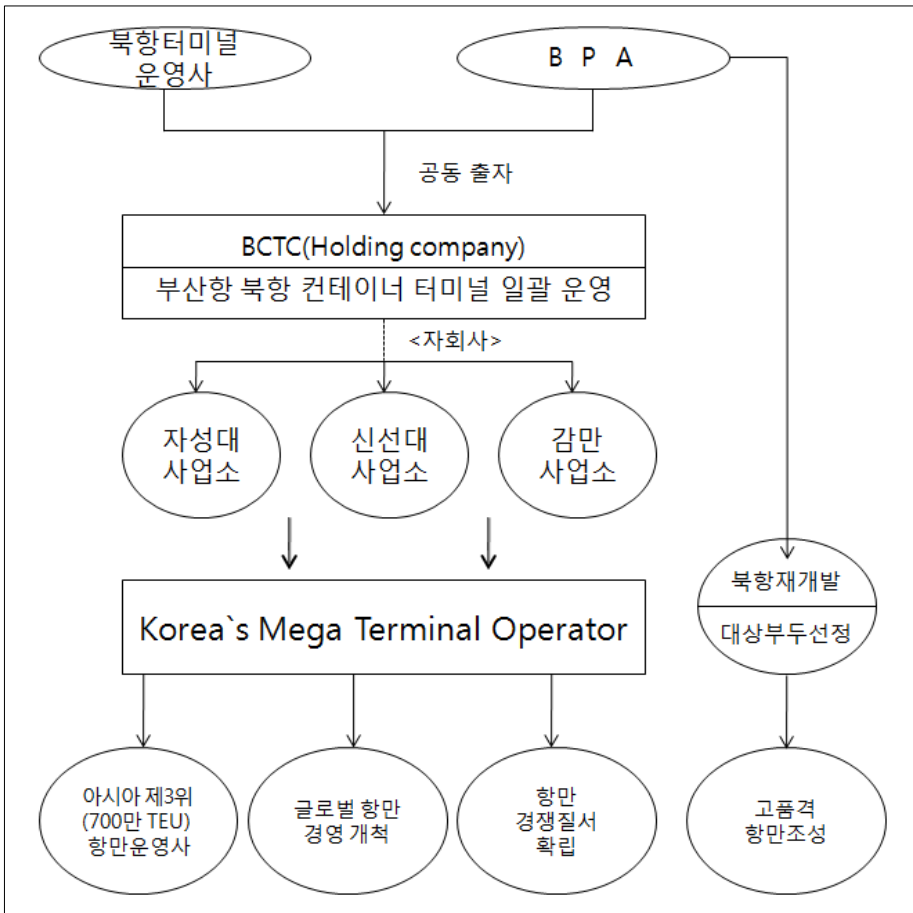 북항터미널
운영사
B P A
공동 출자
BCTC(Holding company)
부산항 북항 컨테이너 터미널 일괄 운영
<자회사>
자성대
사업소
신선대
사업소
감만
사업소
북항재개발
대상부두선정
Korea`s Mega Terminal Operator
아시아 제3위
(700만 TEU)
항만운영사
글로벌 항만
경영 개척
항만
경쟁질서
확립
고품격
항만조성